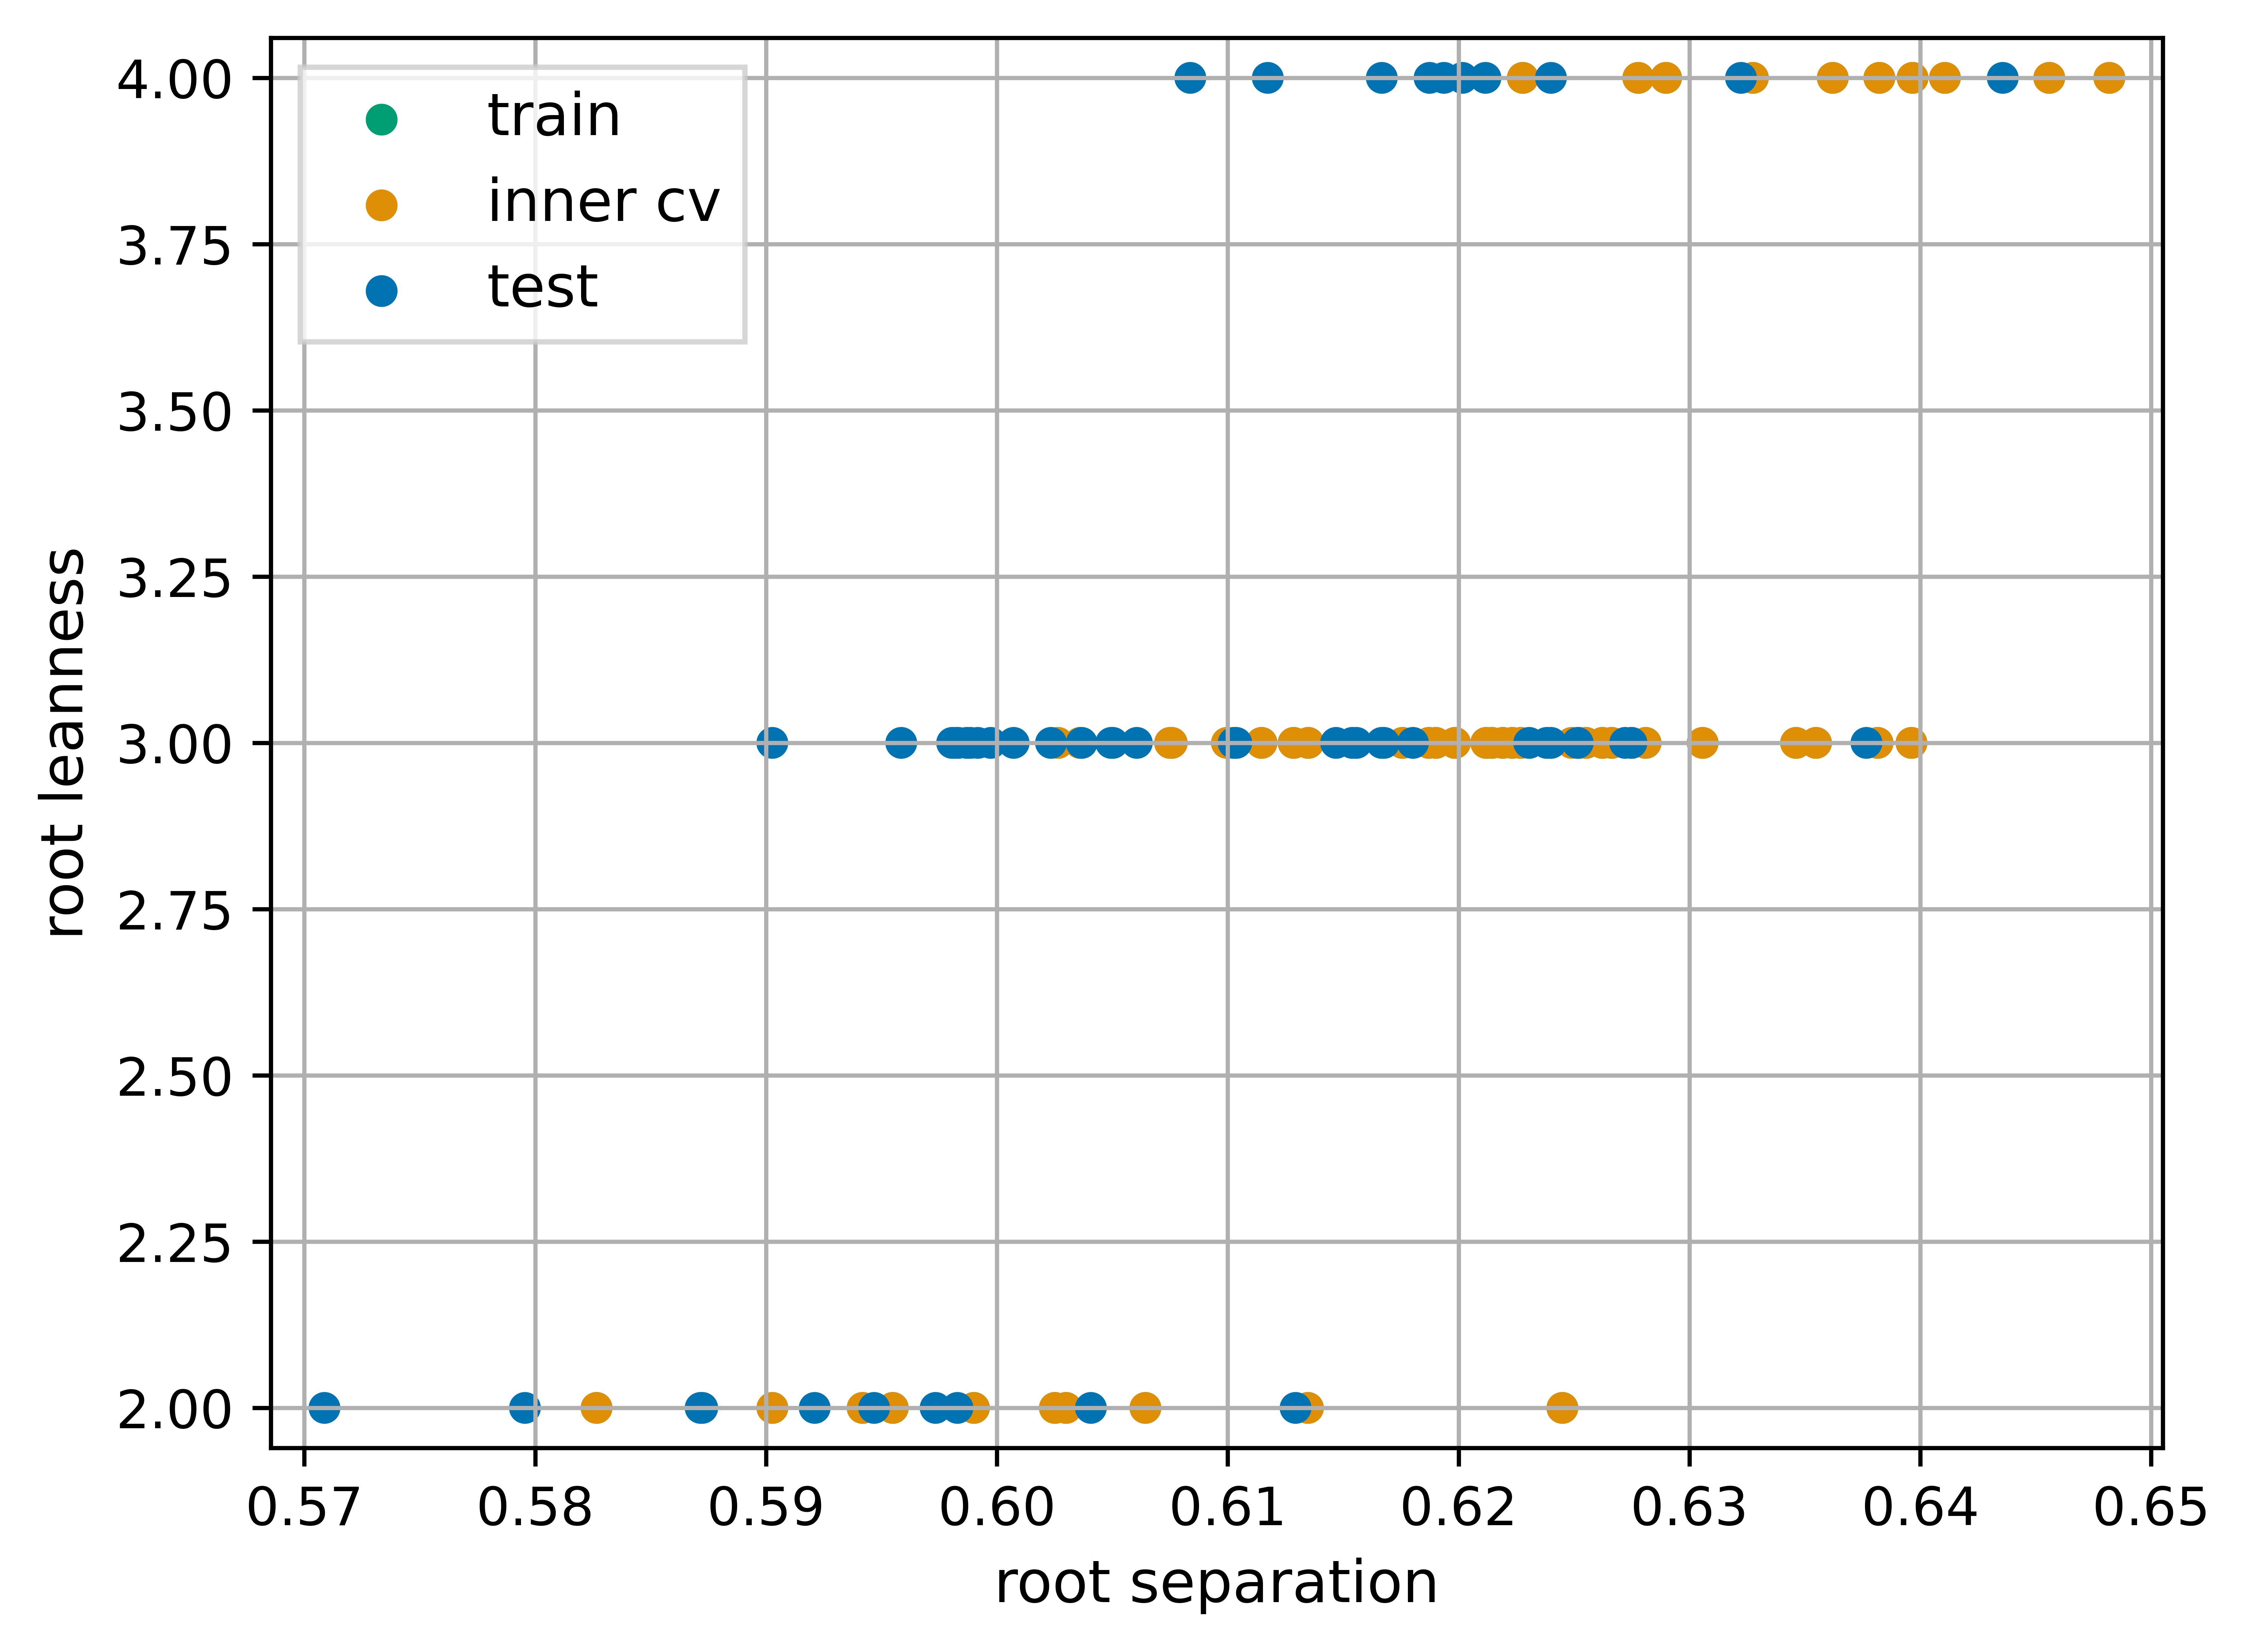 train
inner cv
test
4.00
3.75
3.50
3.25
3.00
2.75
2.50
2.25
2.00
root leanness
0.57 0.58 0.59 0.60 0.61 0.62 0.63 0.64 0.65
root separation